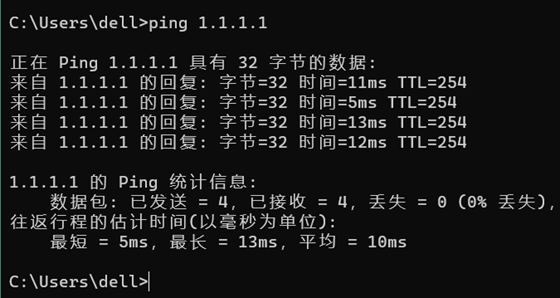 C:\Users\dell>ping 1.1.1.1
正在 Ping 1.1.1.1 具有 32 字节的数据:
来自 1.1.1.1 的回复: 字节=32 时间=11ms TTL=254
来自 1.1.1.1 的回复: 字节=32 时间=5ms TTL=254
来自 1.1.1.1 的回复: 字节=32 时间=13ms TTL=254
来自 1.1.1.1 的回复: 字节=32 时间=12ms TTL=254
1.1.1.1 的 Ping 统计信息:
数据包: 已发送 = 4, 已接收 = 4, 丢失 = 0 (0% 丢失),
往返行程的估计时间(以毫秒为单位):
最短 = 5ms, 最长 = 13ms, 平均 = 10ms
C:\Users\dell>